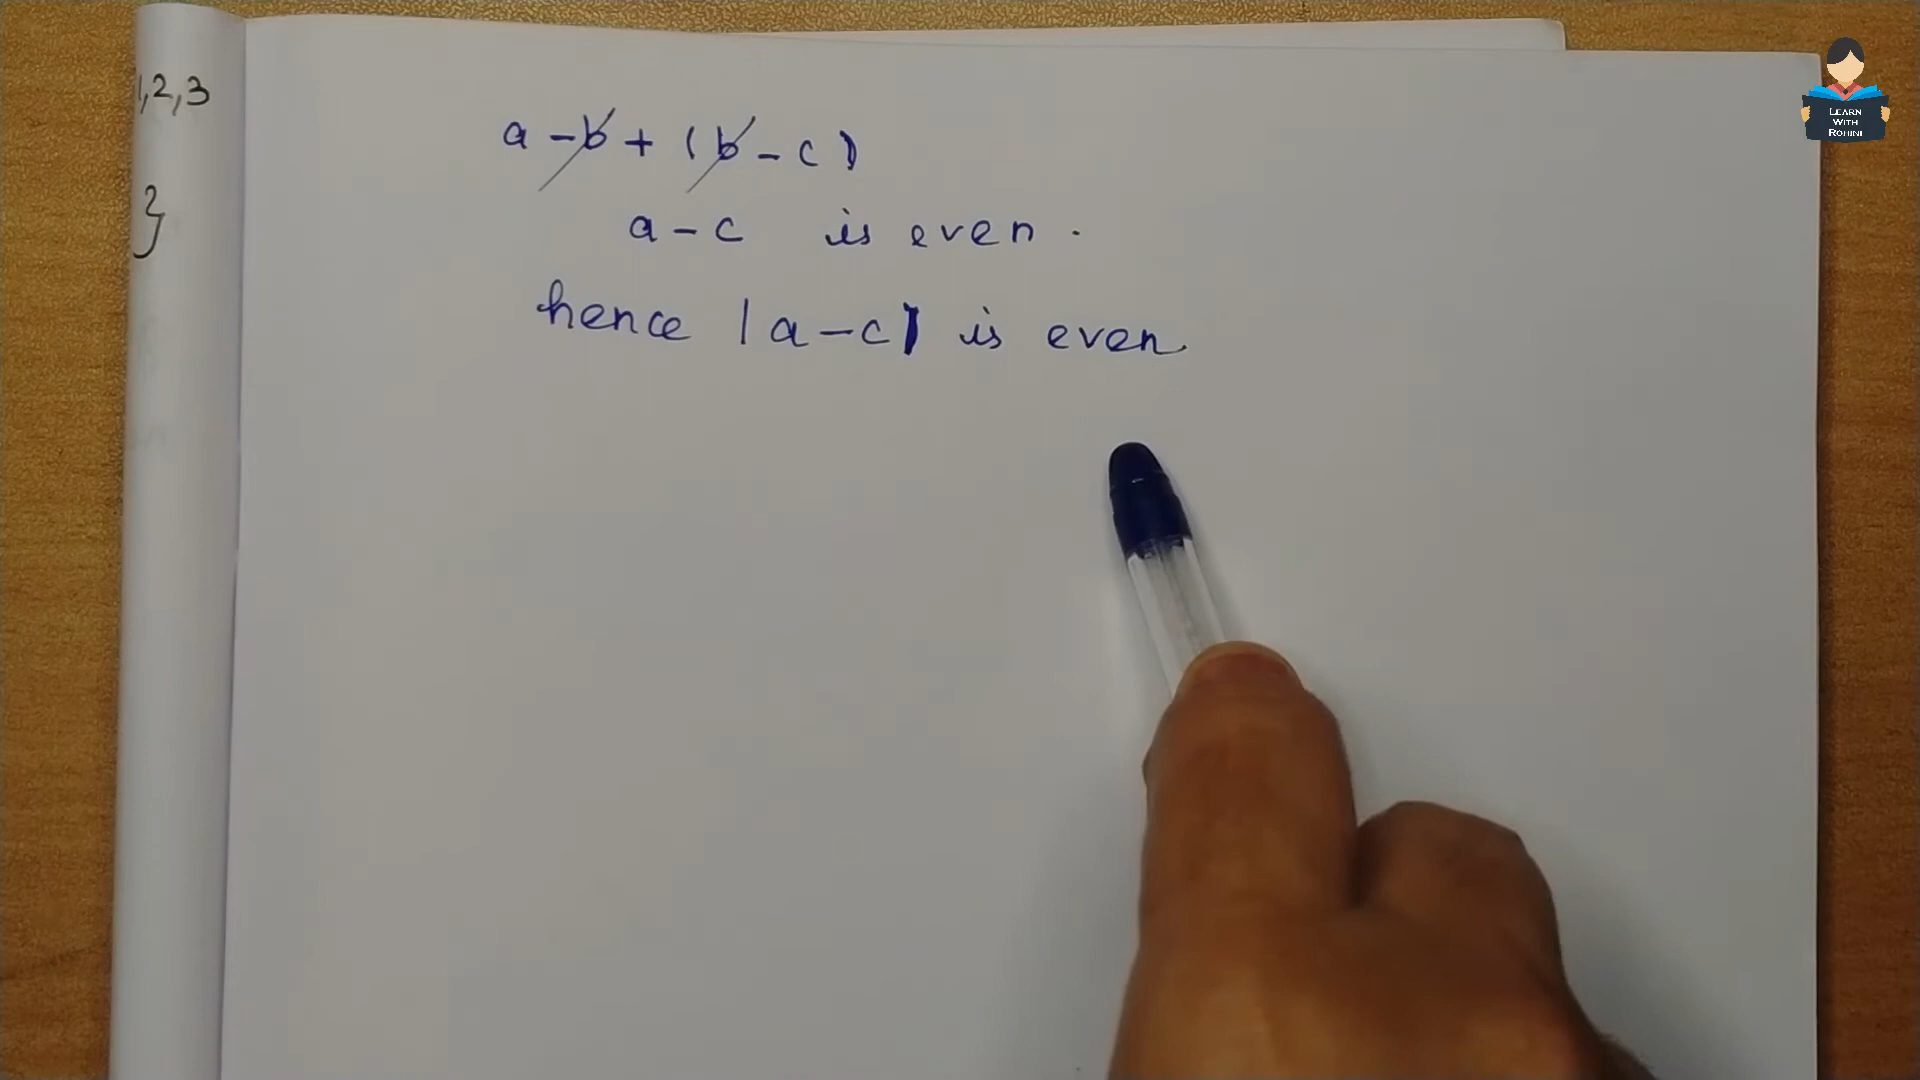 1,2,3
}
a - b + (b - c)
a - c is even.
hence |a - c| is even
LEARN
WITH
ROHINI